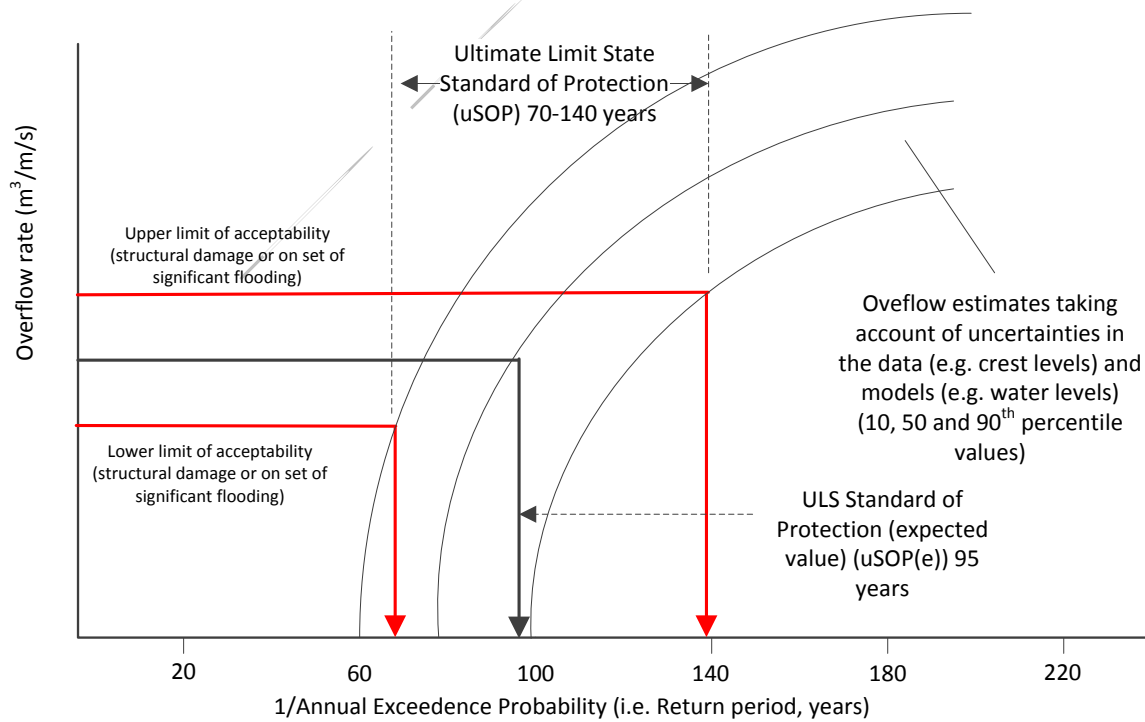 Ultimate Limit State
Standard of Protection
(uSOP) 70-140 years
Overflow rate (m³/m/s)
Upper limit of acceptability
(structural damage or on set of
significant flooding)
Lower limit of acceptability
(structural damage or on set of
significant flooding)
Oveflow estimates taking
account of uncertainties in
the data (e.g. crest levels) and
models (e.g. water levels)
(10, 50 and 90th percentile
values)
ULS Standard of
Protection (expected
value) (uSOP(e)) 95
years
20 60 100 140 180 220
1/Annual Exceedence Probability (i.e. Return period, years)